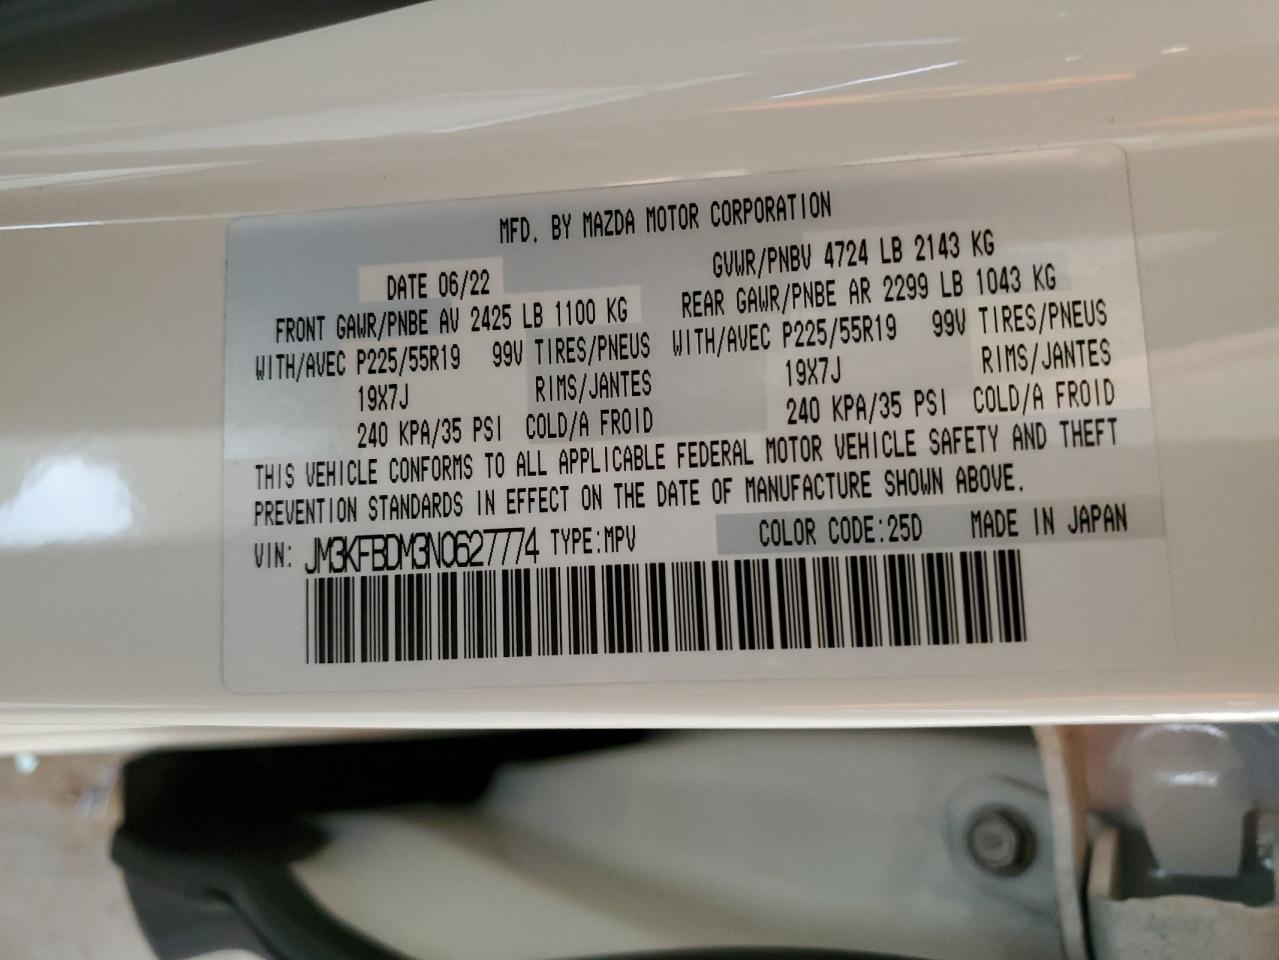 MFD. BY MAZDA MOTOR CORPORATION
DATE 06/22 GVWR/PNBV 4724 LB 2143 KG
FRONT GAWR/PNBE AV 2425 LB 1100 KG REAR GAWR/PNBE AR 2299 LB 1043 KG
WITH/AVEC P225/55R19 99V TIRES/PNEUS WITH/AVEC P225/55R19 99V TIRES/PNEUS
19X7J RIMS/JANTES 19X7J RIMS/JANTES
240 KPA/35 PSI COLD/A FROID 240 KPA/35 PSI COLD/A FROID
THIS VEHICLE CONFORMS TO ALL APPLICABLE FEDERAL MOTOR VEHICLE SAFETY AND THEFT
PREVENTION STANDARDS IN EFFECT ON THE DATE OF MANUFACTURE SHOWN ABOVE.
VIN: JM3KFBDM3N0627774 TYPE:MPV COLOR CODE:25D MADE IN JAPAN